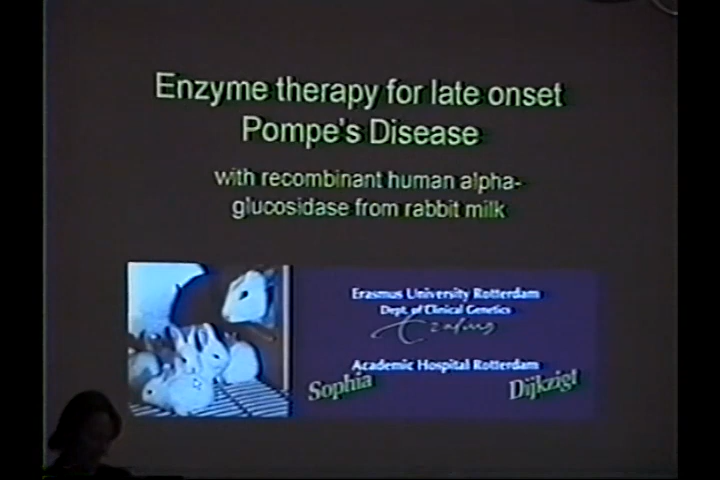 Enzyme therapy for late onset
Pompe's Disease
with recombinant human alpha-
glucosidase from rabbit milk
Erasmus University Rotterdam
Dept. of Clinical Genetics
Erasmus
Academic Hospital Rotterdam
Sophia
Dijkzigt